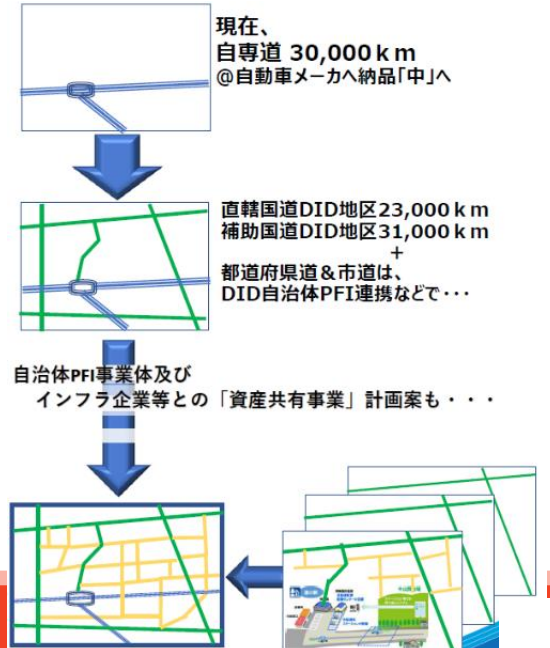 現在、
自専道 30,000ｋｍ
@自動車メーカへ納品「中」へ
直轄国道DID地区23,000ｋｍ
補助国道DID地区31,000ｋｍ
+
都道府県道&市道は、
DID自治体PFI連携などで・・・
自治体PFI事業体及び
インフラ企業等との「資産共有事業」計画案も・・・